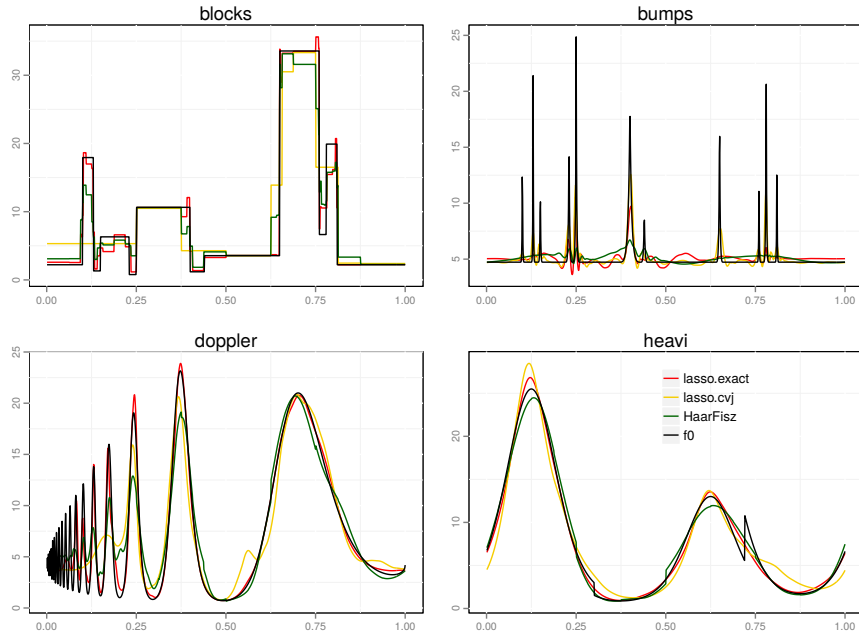 blocks
0 10 20 30
0.00 0.25 0.50 0.75 1.00
bumps
5 10 15 20 25
0.00 0.25 0.50 0.75 1.00
doppler
0 5 10 15 20 25
0.00 0.25 0.50 0.75 1.00
heavi
0 10 20
0.00 0.25 0.50 0.75 1.00
lasso.exact
lasso.cvj
HaarFisz
f0